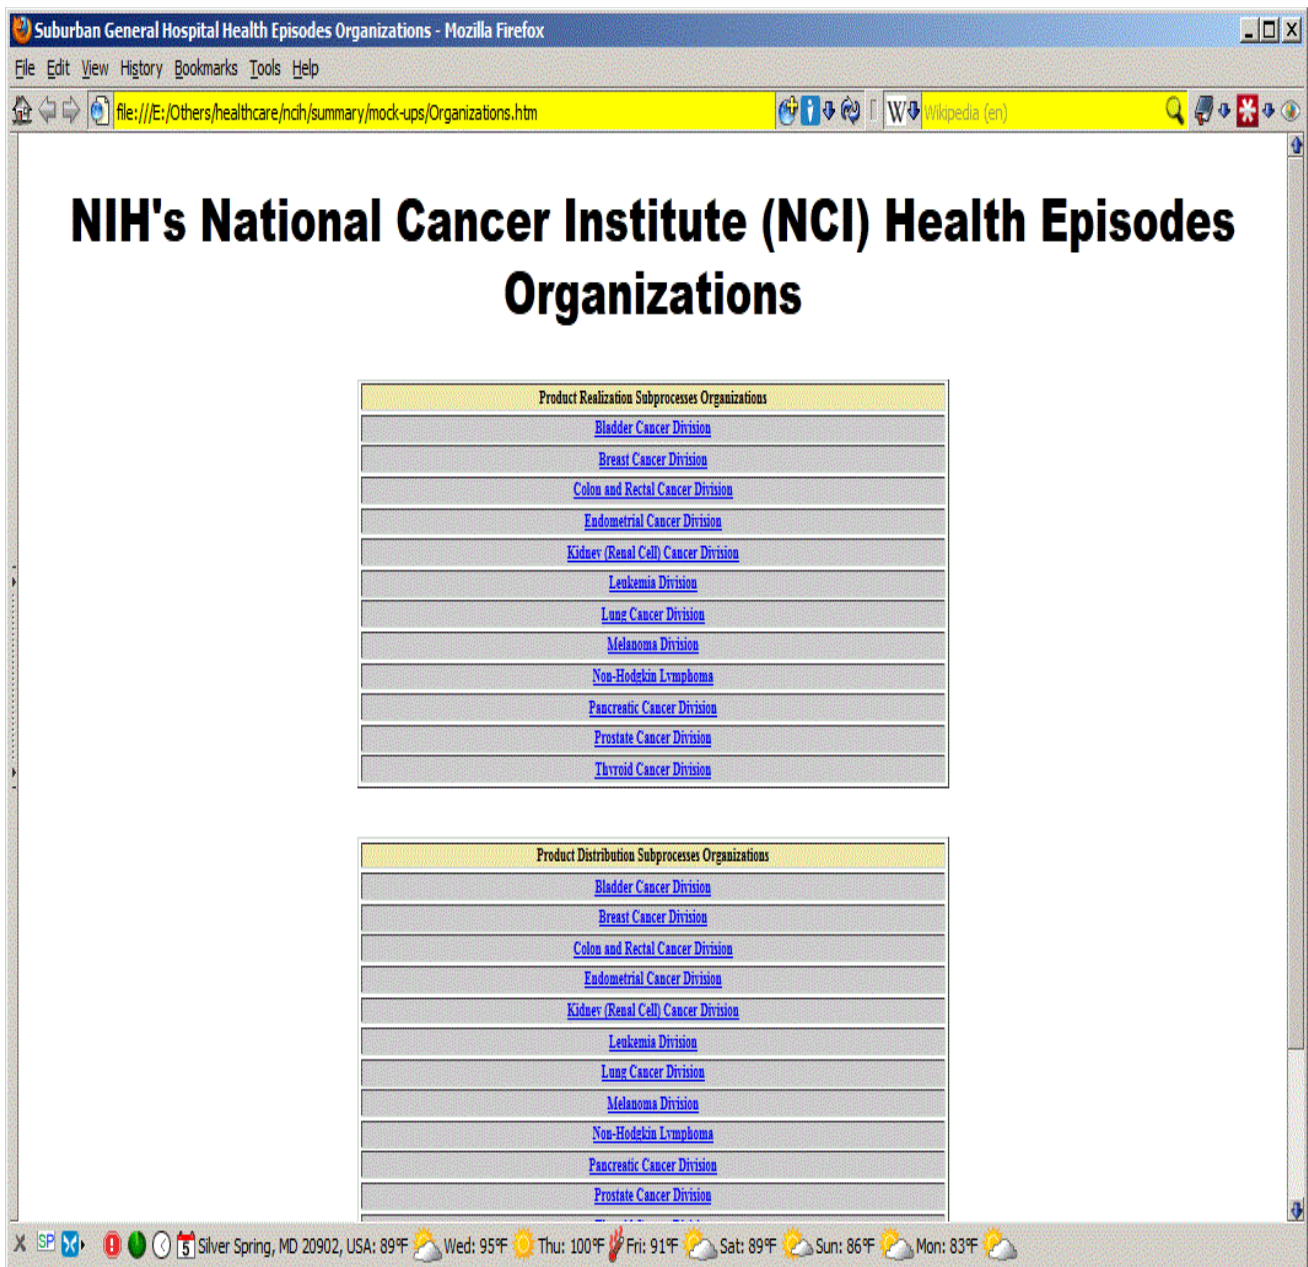 Suburban General Hospital Health Episodes Organizations - Mozilla Firefox
File Edit View History Bookmarks Tools Help
file:///E:/Others/healthcare/ncih/summary/mock-ups/Organizations.htm W Wikipedia (en)
NIH's National Cancer Institute (NCI) Health Episodes
Organizations
Product Realization Subprocesses Organizations
Bladder Cancer Division
Breast Cancer Division
Colon and Rectal Cancer Division
Endometrial Cancer Division
Kidney (Renal Cell) Cancer Division
Leukemia Division
Lung Cancer Division
Melanoma Division
Non-Hodgkin Lymphoma
Pancreatic Cancer Division
Prostate Cancer Division
Thyroid Cancer Division
Product Distribution Subprocesses Organizations
Bladder Cancer Division
Breast Cancer Division
Colon and Rectal Cancer Division
Endometrial Cancer Division
Kidney (Renal Cell) Cancer Division
Leukemia Division
Lung Cancer Division
Melanoma Division
Non-Hodgkin Lymphoma
Pancreatic Cancer Division
Prostate Cancer Division
X SP 5 Silver Spring, MD 20902, USA: 89°F Wed: 95°F Thu: 100°F Fri: 91°F Sat: 89°F Sun: 86°F Mon: 83°F